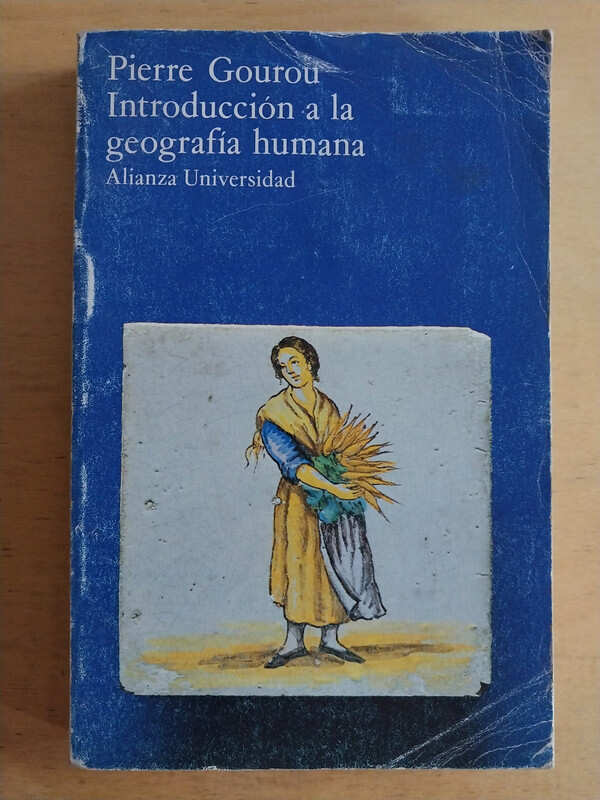 Pierre Gourou
Introducción a la
geografía humana
Alianza Universidad